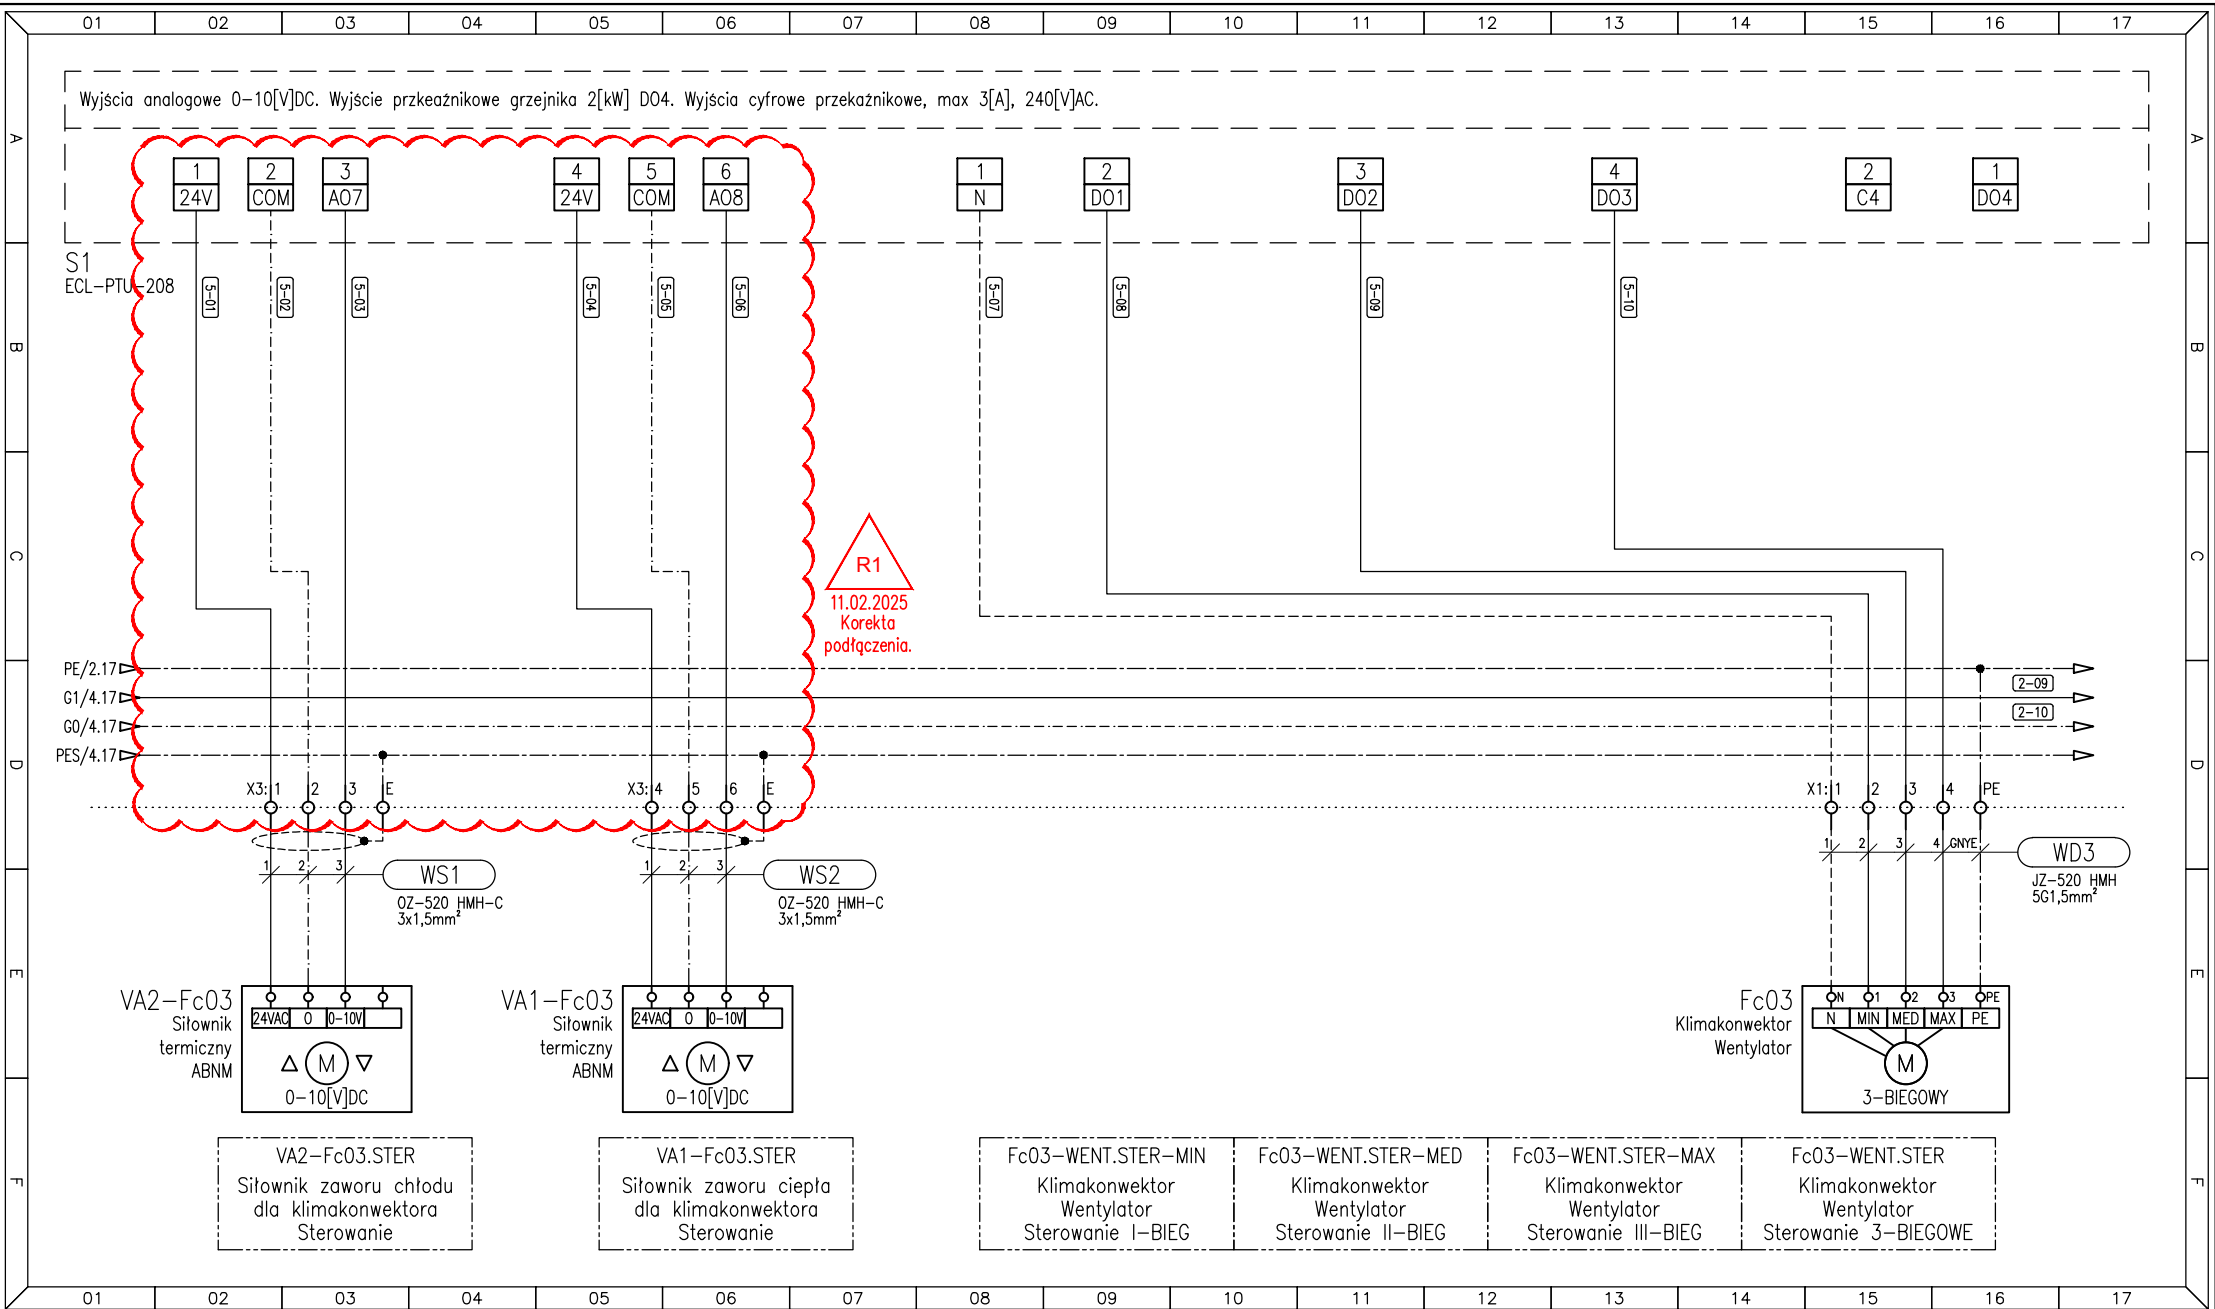 01 02 03 04 05 06 07 08 09 10 11 12 13 14 15 16 17
Wyjścia analogowe 0-10[V]DC. Wyjście przkeaźnikowe grzejnika 2[kW] DO4. Wyjścia cyfrowe przekaźnikowe, max 3[A], 240[V]AC.
A A
1 2 3 4 5 6 1 2 3 4 2 1
24V COM AO7 24V COM AO8 N DO1 DO2 DO3 C4 DO4
S1
ECL-PTU-208
5-01 5-02 5-03 5-04 5-05 5-06 5-07 5-08 5-09 5-10
B B
C C
R1
11.02.2025
Korekta
podłączenia.
PE/2.17
2-09
G1/4.17
2-10
G0/4.17
PES/4.17
D D
X3: 1 2 3 E X3: 4 5 6 E X1: 1 2 3 4 PE
1 2 3 4 GNYE
WD3
1 2 3 WS1 1 2 3 WS2
JZ-520 HMH
5G1,5mm²
OZ-520 HMH-C OZ-520 HMH-C
3x1,5mm² 3x1,5mm²
E E
VA2-Fc03
Siłownik
termiczny
ABNM
24VAC 0 0-10V
M
0-10[V]DC
VA1-Fc03
Siłownik
termiczny
ABNM
24VAC 0 0-10V
M
0-10[V]DC
Fc03
Klimakonwektor
Wentylator
N 1 2 3 PE
N MIN MED MAX PE
M
3-BIEGOWY
F F
VA2-Fc03.STER
Siłownik zaworu chłodu
dla klimakonwektora
Sterowanie
VA1-Fc03.STER
Siłownik zaworu ciepła
dla klimakonwektora
Sterowanie
Fc03-WENT.STER-MIN
Klimakonwektor
Wentylator
Sterowanie I-BIEG
Fc03-WENT.STER-MED
Klimakonwektor
Wentylator
Sterowanie II-BIEG
Fc03-WENT.STER-MAX
Klimakonwektor
Wentylator
Sterowanie III-BIEG
Fc03-WENT.STER
Klimakonwektor
Wentylator
Sterowanie 3-BIEGOWE
01 02 03 04 05 06 07 08 09 10 11 12 13 14 15 16 17